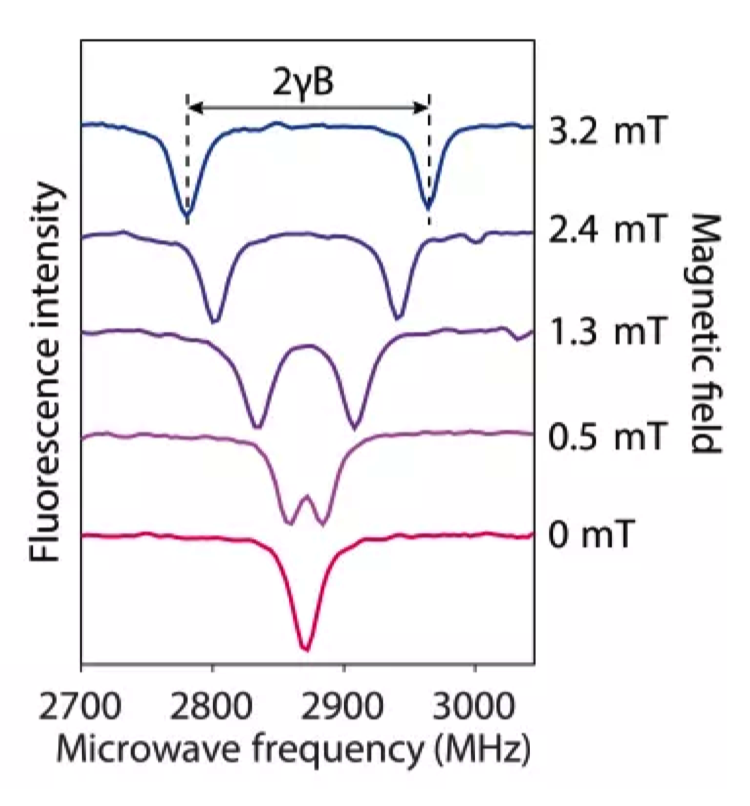 2γB
3.2 mT
2.4 mT
1.3 mT
0.5 mT
0 mT
Fluorescence intensity
Magnetic field
2700 2800 2900 3000
Microwave frequency (MHz)